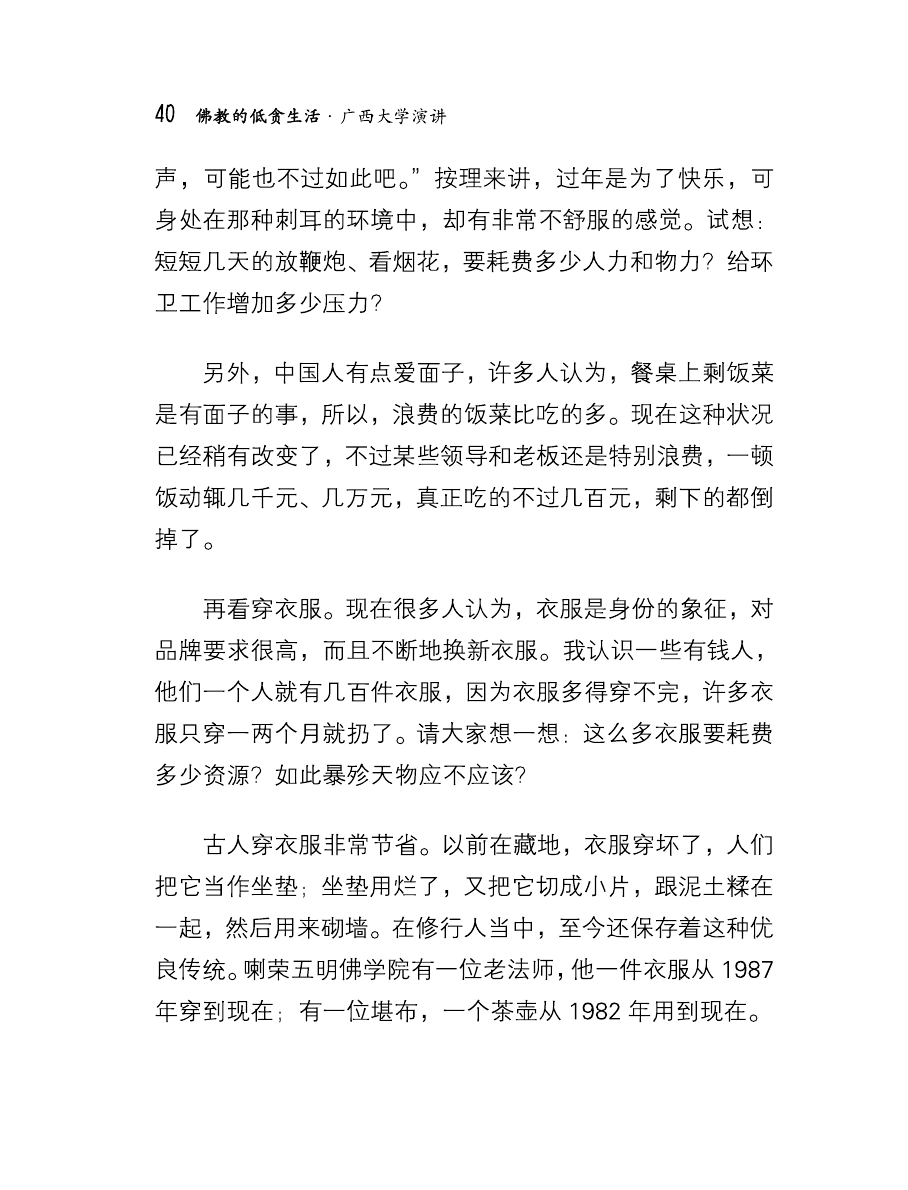 40 佛教的低贪生活·广西大学演讲
声，可能也不过如此吧。”按理来讲，过年是为了快乐，可
身处在那种刺耳的环境中，却有非常不舒服的感觉。试想：
短短几天的放鞭炮、看烟花，要耗费多少人力和物力？给环
卫工作增加多少压力？
另外，中国人有点爱面子，许多人认为，餐桌上剩饭菜
是有面子的事，所以，浪费的饭菜比吃的多。现在这种状况
已经稍有改变了，不过某些领导和老板还是特别浪费，一顿
饭动辄几千元、几万元，真正吃的不过几百元，剩下的都倒
掉了。
再看穿衣服。现在很多人认为，衣服是身份的象征，对
品牌要求很高，而且不断地换新衣服。我认识一些有钱人，
他们一个人就有几百件衣服，因为衣服多得穿不完，许多衣
服只穿一两个月就扔了。请大家想一想：这么多衣服要耗费
多少资源？如此暴殄天物应不应该？
古人穿衣服非常节省。以前在藏地，衣服穿坏了，人们
把它当作坐垫；坐垫用烂了，又把它切成小片，跟泥土糅在
一起，然后用来砌墙。在修行人当中，至今还保存着这种优
良传统。喇荣五明佛学院有一位老法师，他一件衣服从 1987
年穿到现在；有一位堪布，一个茶壶从 1982 年用到现在。